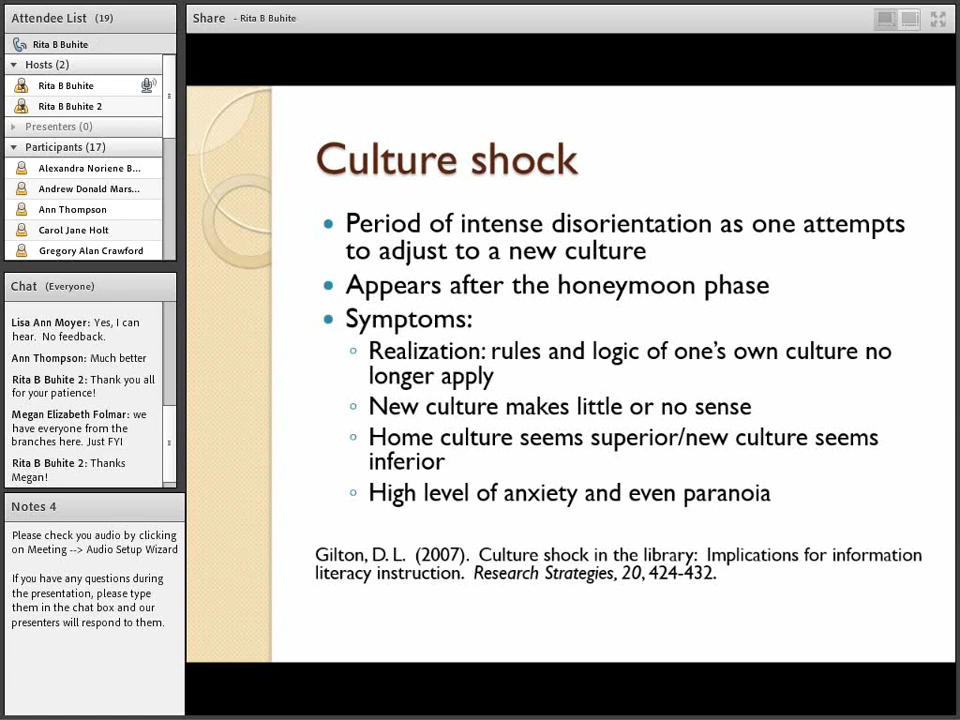 Attendee List (19)
Rita B Buhite
Hosts (2)
Rita B Buhite
Rita B Buhite 2
Presenters (0)
Participants (17)
Alexandra Noriene B...
Andrew Donald Mars...
Ann Thompson
Carol Jane Holt
Gregory Alan Crawford
Chat (Everyone)
Lisa Ann Moyer: Yes, I can
hear. No feedback.
Ann Thompson: Much better
Rita B Buhite 2: Thank you all
for your patience!
Megan Elizabeth Folmar: we
have everyone from the
branches here. Just FYI
Rita B Buhite 2: Thanks
Megan!
Notes 4
Please check you audio by clicking
on Meeting --> Audio Setup Wizard
If you have any questions during
the presentation, please type
them in the chat box and our
presenters will respond to them.
Share - Rita B Buhite
Culture shock
• Period of intense disorientation as one attempts
to adjust to a new culture
• Appears after the honeymoon phase
• Symptoms:
◦ Realization: rules and logic of one’s own culture no
longer apply
◦ New culture makes little or no sense
◦ Home culture seems superior/new culture seems
inferior
◦ High level of anxiety and even paranoia
Gilton, D. L. (2007). Culture shock in the library: Implications for information
literacy instruction. Research Strategies, 20, 424-432.